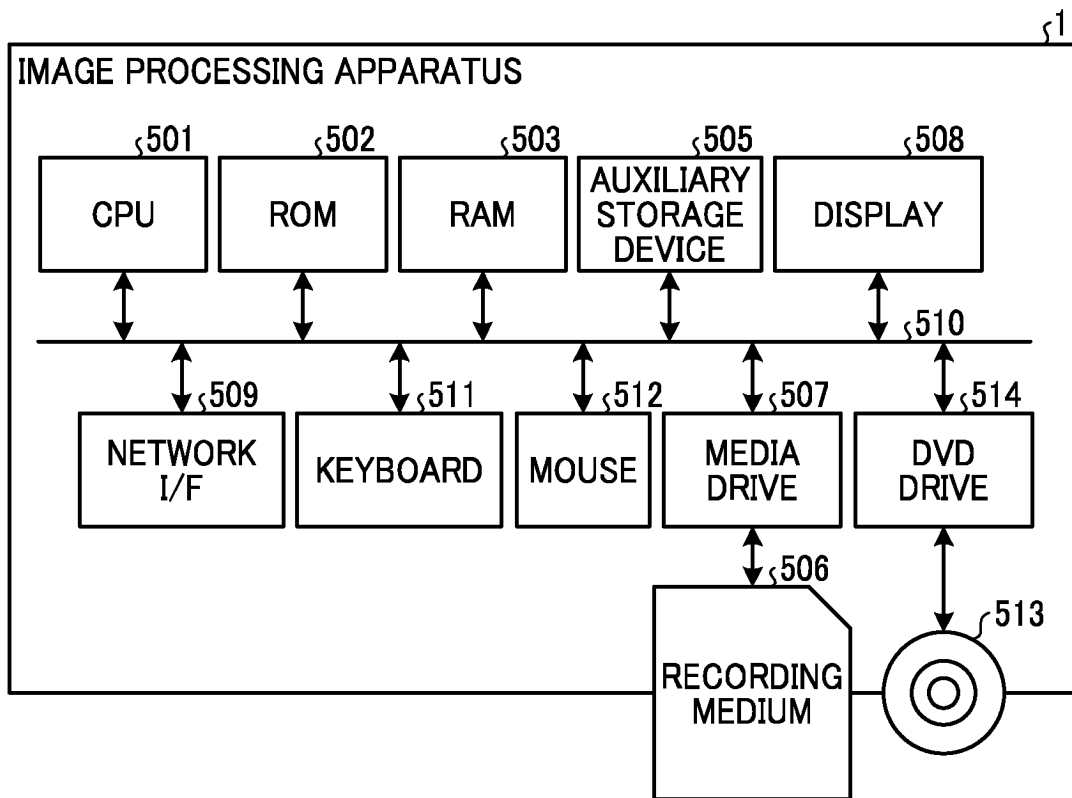 1
IMAGE PROCESSING APPARATUS
501
502
503
505
508
CPU
ROM
RAM
AUXILIARY
STORAGE
DEVICE
DISPLAY
510
509
511
512
507
514
NETWORK
I/F
KEYBOARD
MOUSE
MEDIA
DRIVE
DVD
DRIVE
506
513
RECORDING
MEDIUM